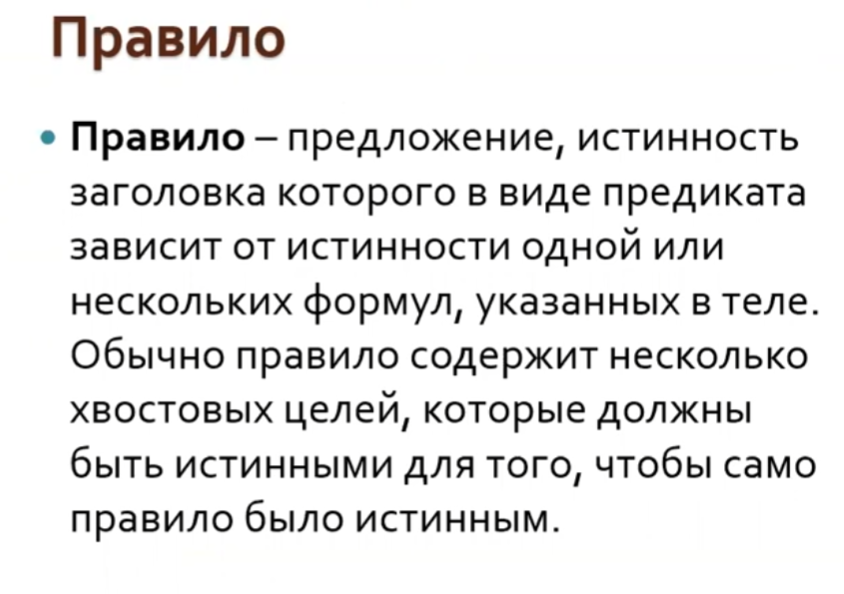 Правило
• Правило – предложение, истинность
заголовка которого в виде предиката
зависит от истинности одной или
нескольких формул, указанных в теле.
Обычно правило содержит несколько
хвостовых целей, которые должны
быть истинными для того, чтобы само
правило было истинным.